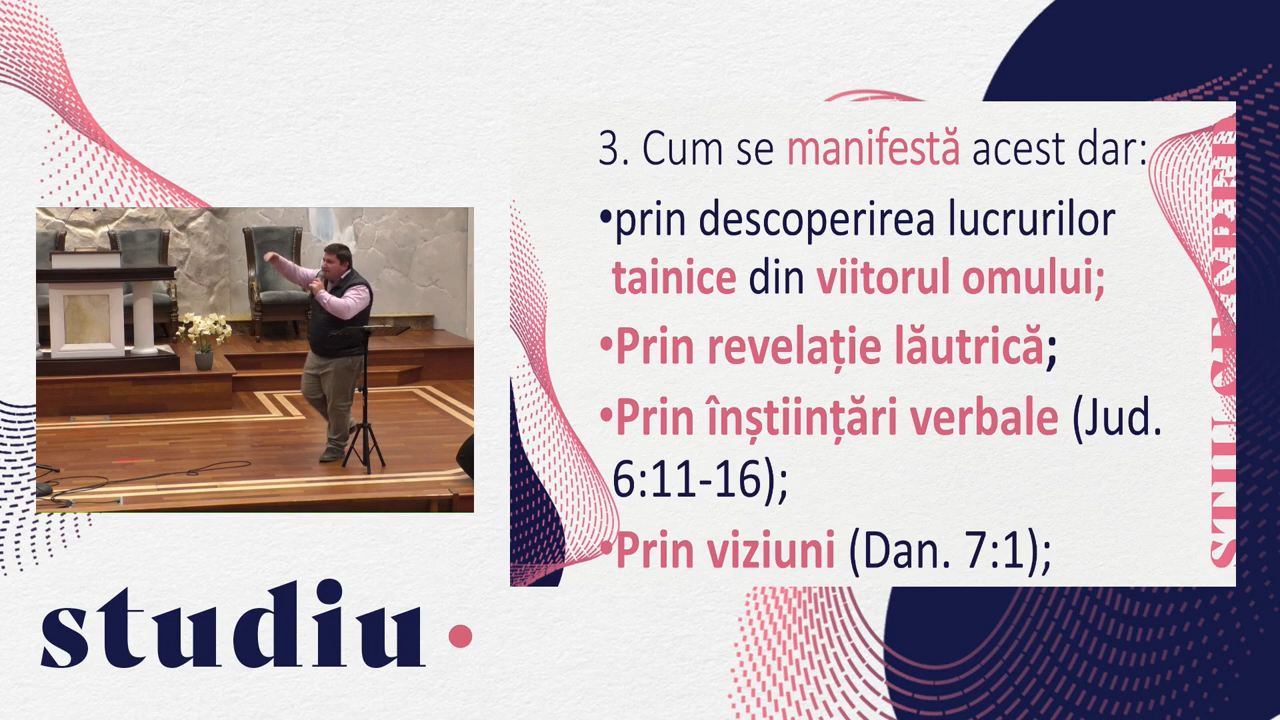 3. Cum se manifestă acest dar:
•prin descoperirea lucrurilor
tainice din viitorul omului;
•Prin revelație lăutrică;
•Prin înștiințări verbale (Jud.
6:11-16);
•Prin viziuni (Dan. 7:1);
studiu